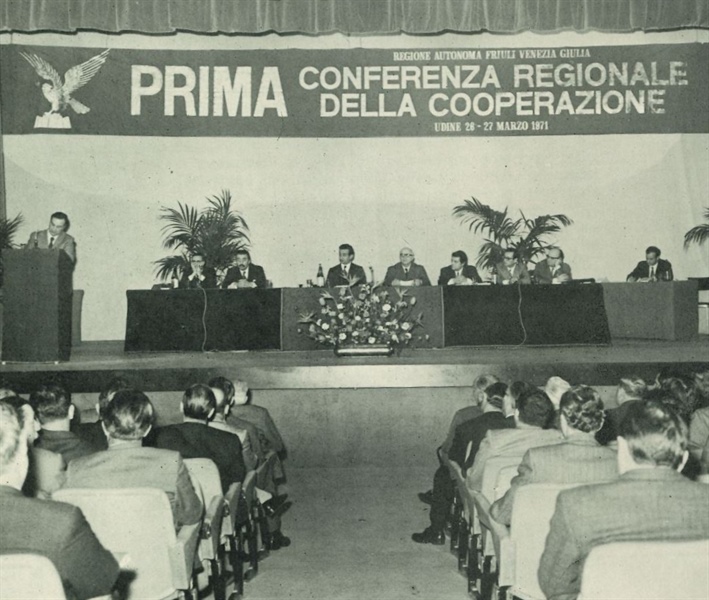 REGIONE AUTONOMA FRIULI VENEZIA GIULIA
PRIMA CONFERENZA REGIONALE
DELLA COOPERAZIONE
UDINE 26 - 27 MARZO 1971